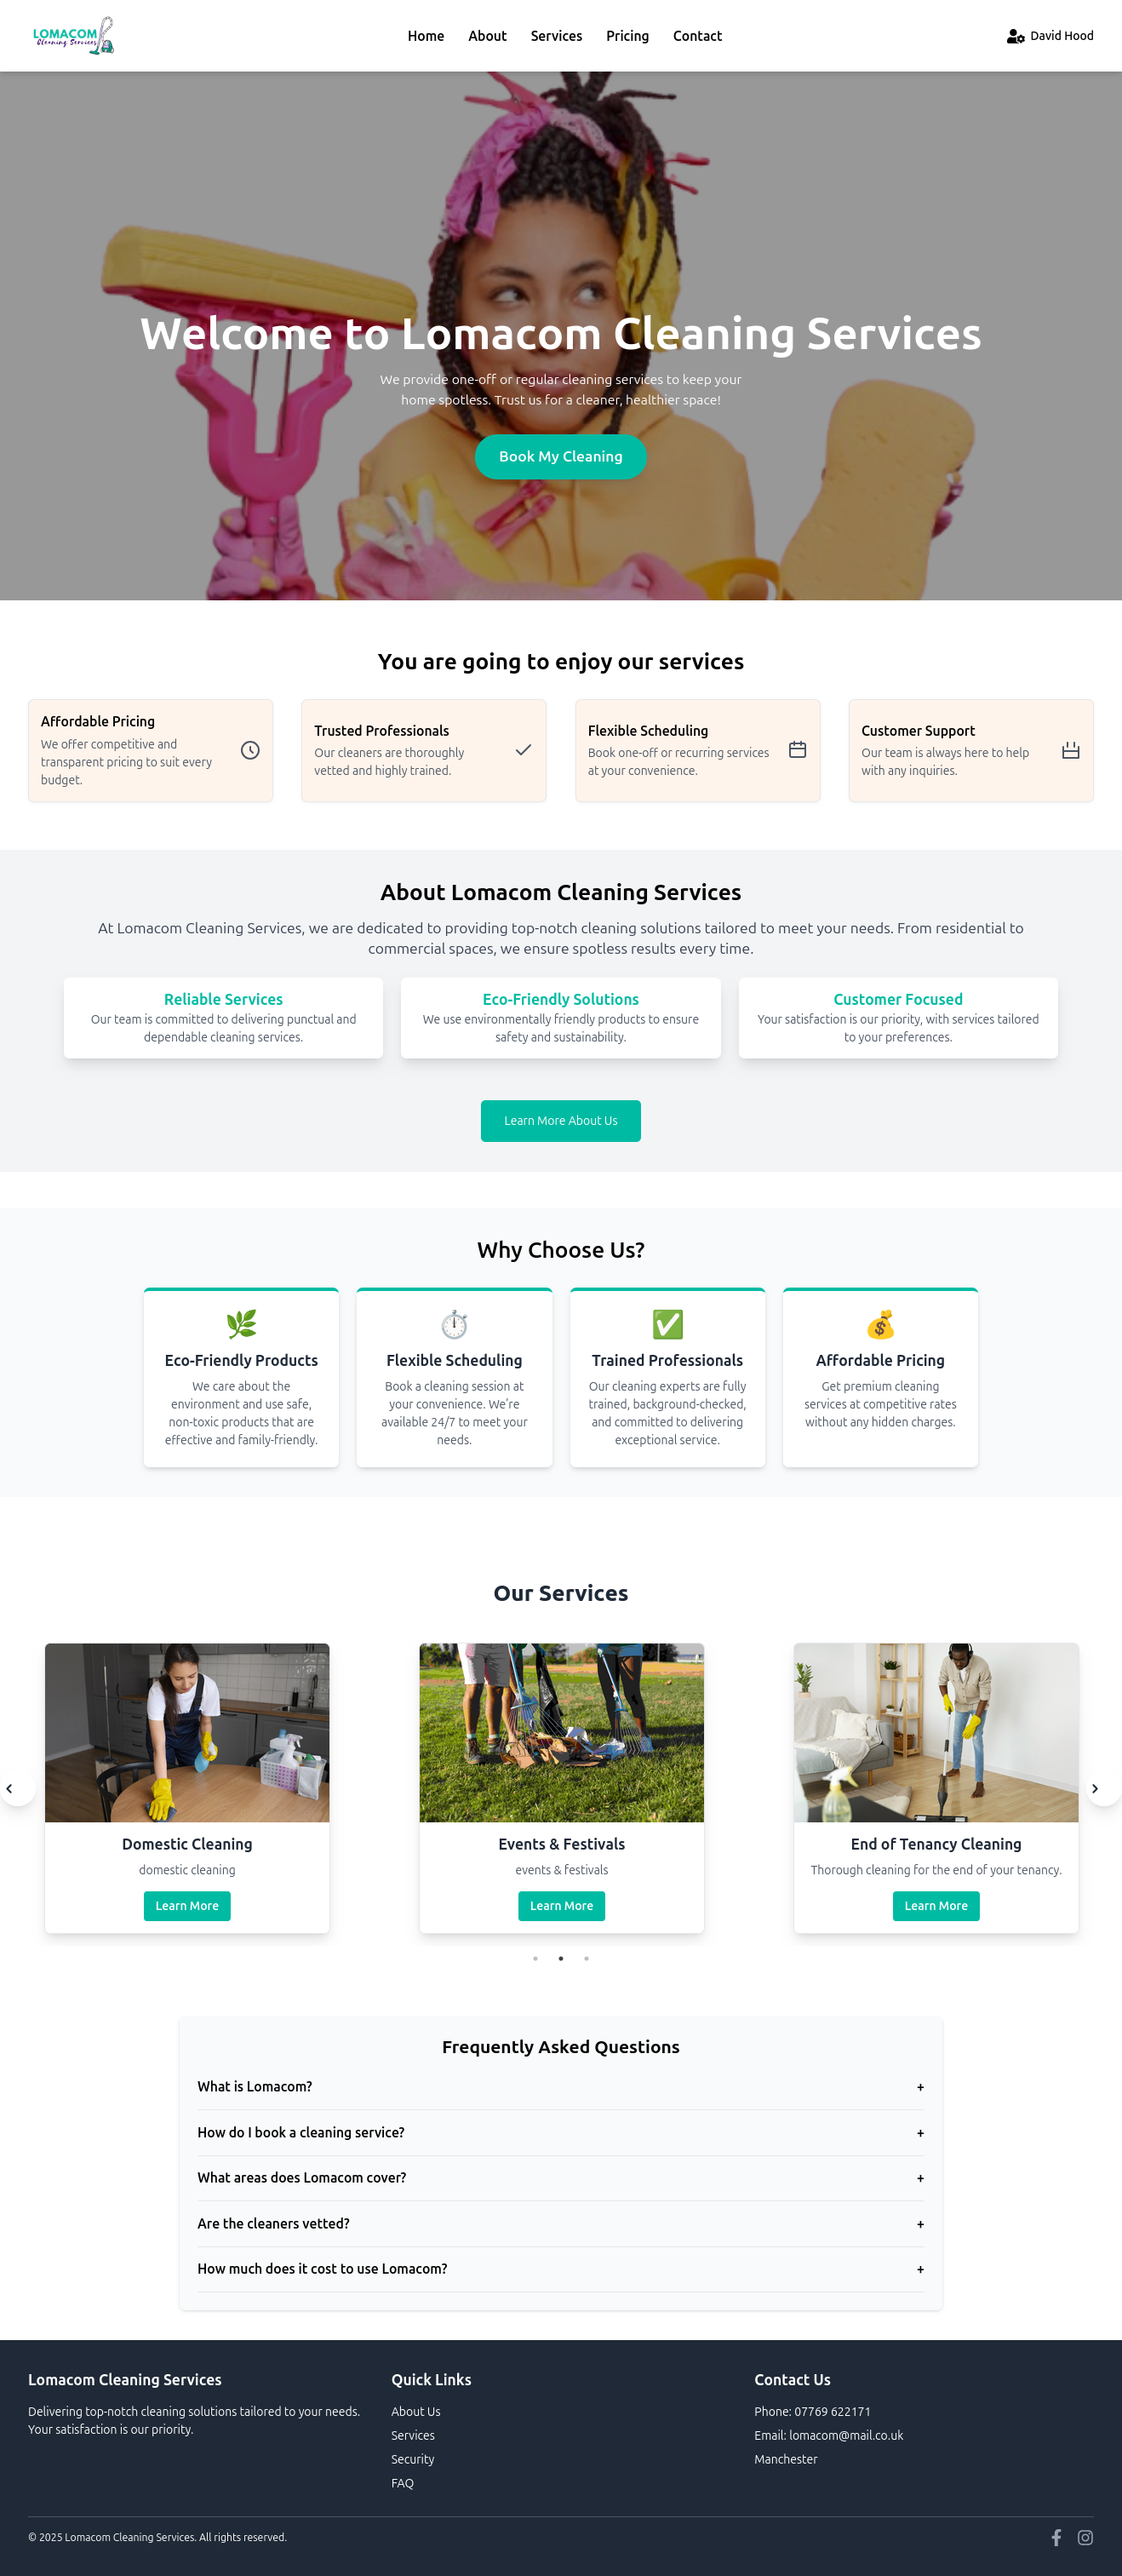 LOMACOM
Cleaning Services
Home
About
Services
Pricing
Contact
David Hood
Welcome to Lomacom Cleaning Services
We provide one-off or regular cleaning services to keep your
home spotless. Trust us for a cleaner, healthier space!
Book My Cleaning
You are going to enjoy our services
Affordable Pricing
We offer competitive and
transparent pricing to suit every
budget.
Trusted Professionals
Our cleaners are thoroughly
vetted and highly trained.
Flexible Scheduling
Book one-off or recurring services
at your convenience.
Customer Support
Our team is always here to help
with any inquiries.
About Lomacom Cleaning Services
At Lomacom Cleaning Services, we are dedicated to providing top-notch cleaning solutions tailored to meet your needs. From residential to
commercial spaces, we ensure spotless results every time.
Reliable Services
Our team is committed to delivering punctual and
dependable cleaning services.
Eco-Friendly Solutions
We use environmentally friendly products to ensure
safety and sustainability.
Customer Focused
Your satisfaction is our priority, with services tailored
to your preferences.
Learn More About Us
Why Choose Us?
Eco-Friendly Products
We care about the
environment and use safe,
non-toxic products that are
effective and family-friendly.
Flexible Scheduling
Book a cleaning session at
your convenience. We're
available 24/7 to meet your
needs.
Trained Professionals
Our cleaning experts are fully
trained, background-checked,
and committed to delivering
exceptional service.
Affordable Pricing
Get premium cleaning
services at competitive rates
without any hidden charges.
Our Services
Domestic Cleaning
domestic cleaning
Learn More
Events & Festivals
events & festivals
Learn More
End of Tenancy Cleaning
Thorough cleaning for the end of your tenancy.
Learn More
Frequently Asked Questions
What is Lomacom? +
How do I book a cleaning service? +
What areas does Lomacom cover? +
Are the cleaners vetted? +
How much does it cost to use Lomacom? +
Lomacom Cleaning Services
Delivering top-notch cleaning solutions tailored to your needs.
Your satisfaction is our priority.
Quick Links
About Us
Services
Security
FAQ
Contact Us
Phone: 07769 622171
Email: lomacom@mail.co.uk
Manchester
© 2025 Lomacom Cleaning Services. All rights reserved.